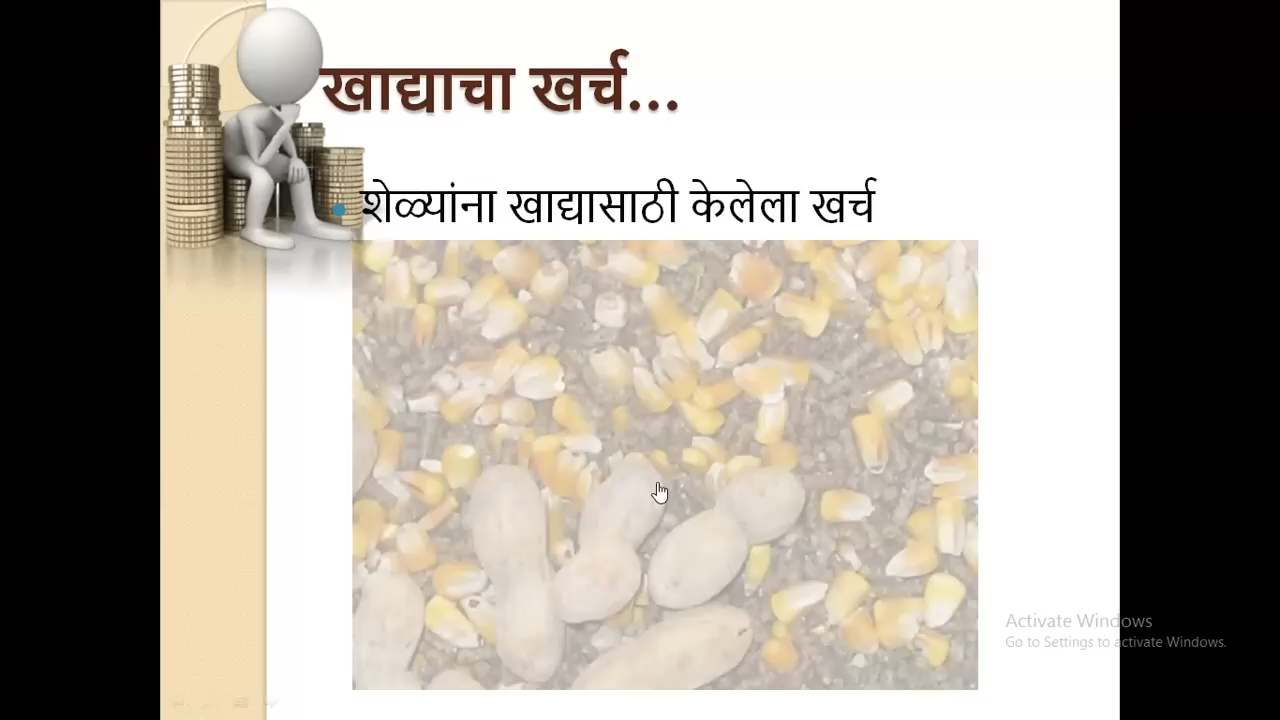 खाद्याचा खर्च...
शेळ्यांना खाद्यासाठी केलेला खर्च
Activate Windows
Go to Settings to activate Windows.